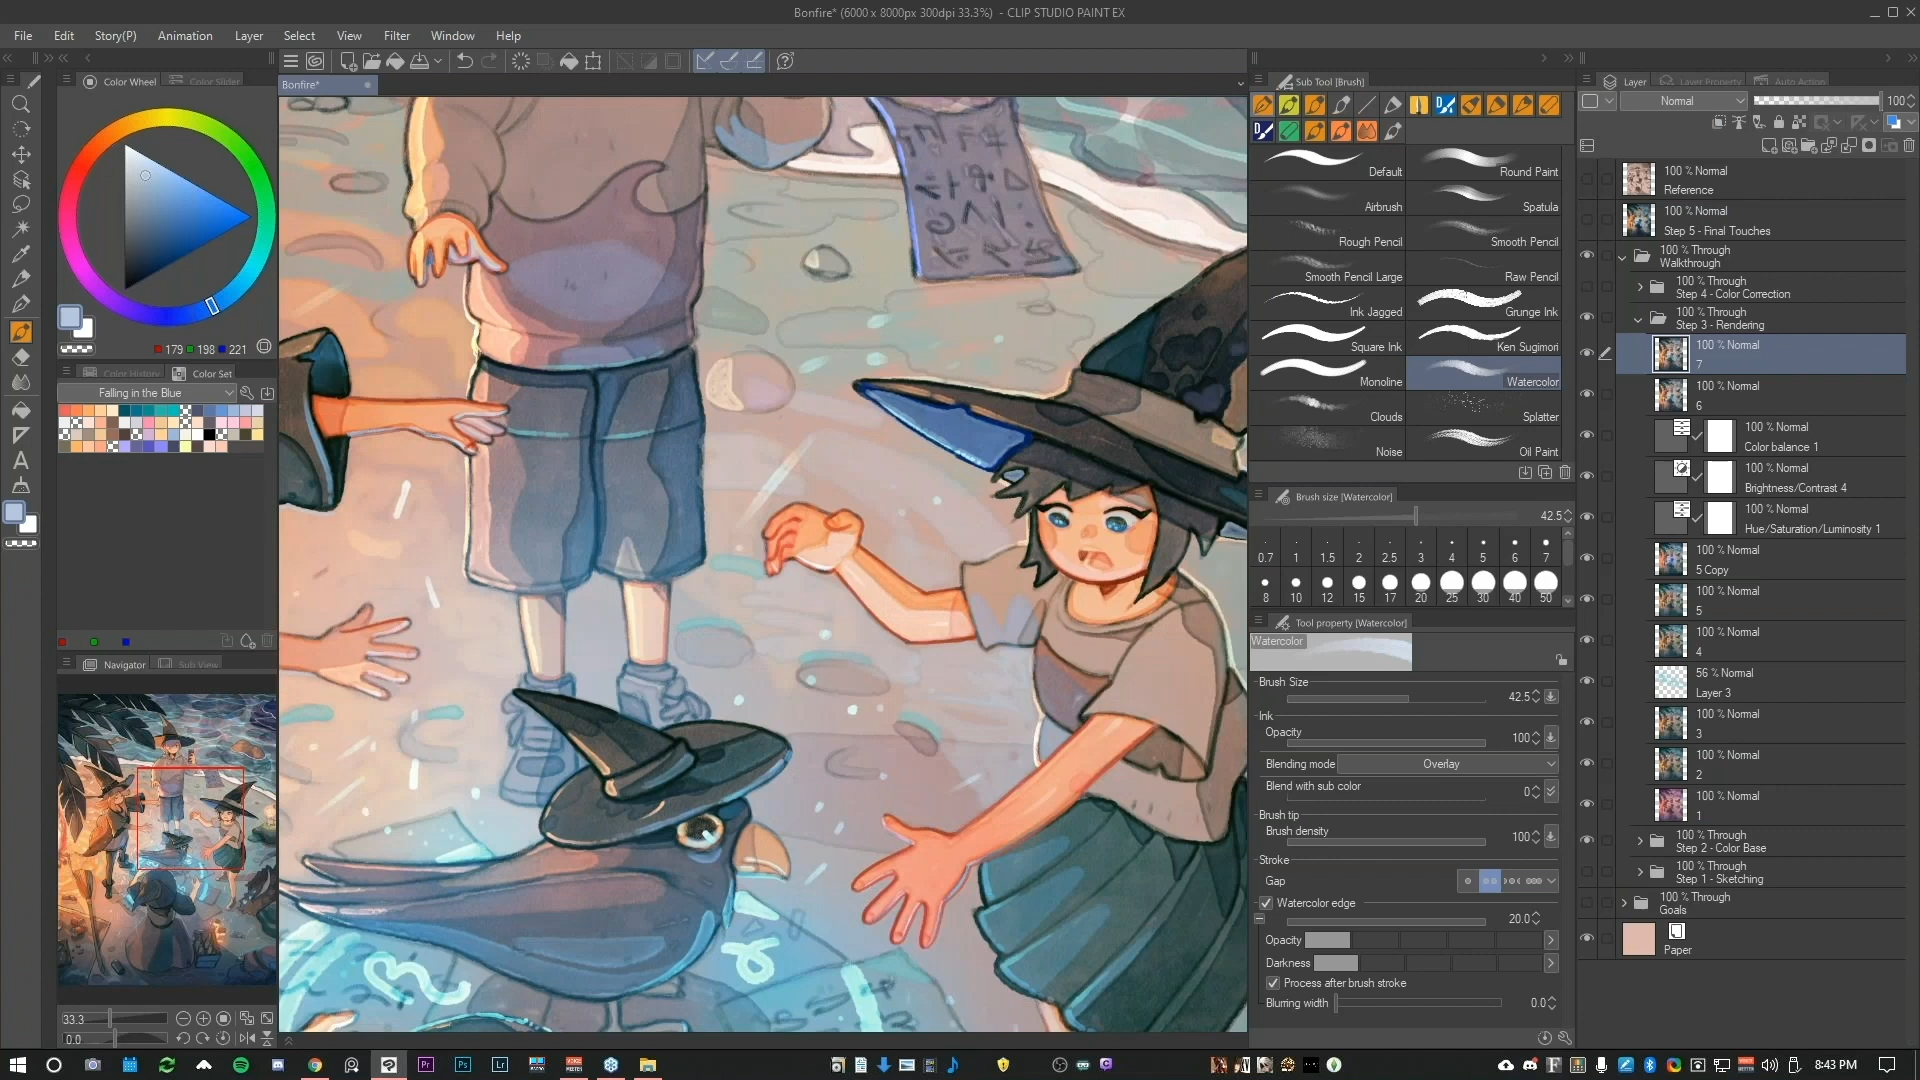 Bonfire* (6000 x 8000px 300dpi 33.3%) - CLIP STUDIO PAINT EX
File Edit Story(P) Animation Layer Select View Filter Window Help
Color Wheel Color Slider
Bonfire*
179 198 221
Color History Color Set
Falling in the Blue
Navigator Sub View
33.3
0.0
Sub Tool [Brush]
Default Round Paint
Airbrush Spatula
Rough Pencil Smooth Pencil
Smooth Pencil Large Raw Pencil
Ink Jagged Grunge Ink
Square Ink Ken Sugimori
Monoline Watercolor
Clouds Splatter
Noise Oil Paint
Brush size [Watercolor]
42.5
0.7 1 1.5 2 2.5 3 4 5 6 7
8 10 12 15 17 20 25 30 40 50
Tool property [Watercolor]
Watercolor
Brush Size 42.5
Ink
Opacity 100
Blending mode Overlay
Blend with sub color 0
Brush tip
Brush density 100
Stroke
Gap
Watercolor edge
20.0
Opacity
Darkness
Process after brush stroke
Blurring width 0.0
Layer Layer Property Auto Action
Normal 100
100 % Normal
Reference
100 % Normal
Step 5 - Final Touches
100 % Through
Walkthrough
100 % Through
Step 4 - Color Correction
100 % Through
Step 3 - Rendering
100 % Normal
7
100 % Normal
6
100 % Normal
Color balance 1
100 % Normal
Brightness/Contrast 4
100 % Normal
Hue/Saturation/Luminosity 1
100 % Normal
5 Copy
100 % Normal
5
100 % Normal
4
56 % Normal
Layer 3
100 % Normal
3
100 % Normal
2
100 % Normal
1
100 % Through
Step 2 - Color Base
100 % Through
Step 1 - Sketching
100 % Through
Goals
Paper
Pr Ps Lr
8:43 PM